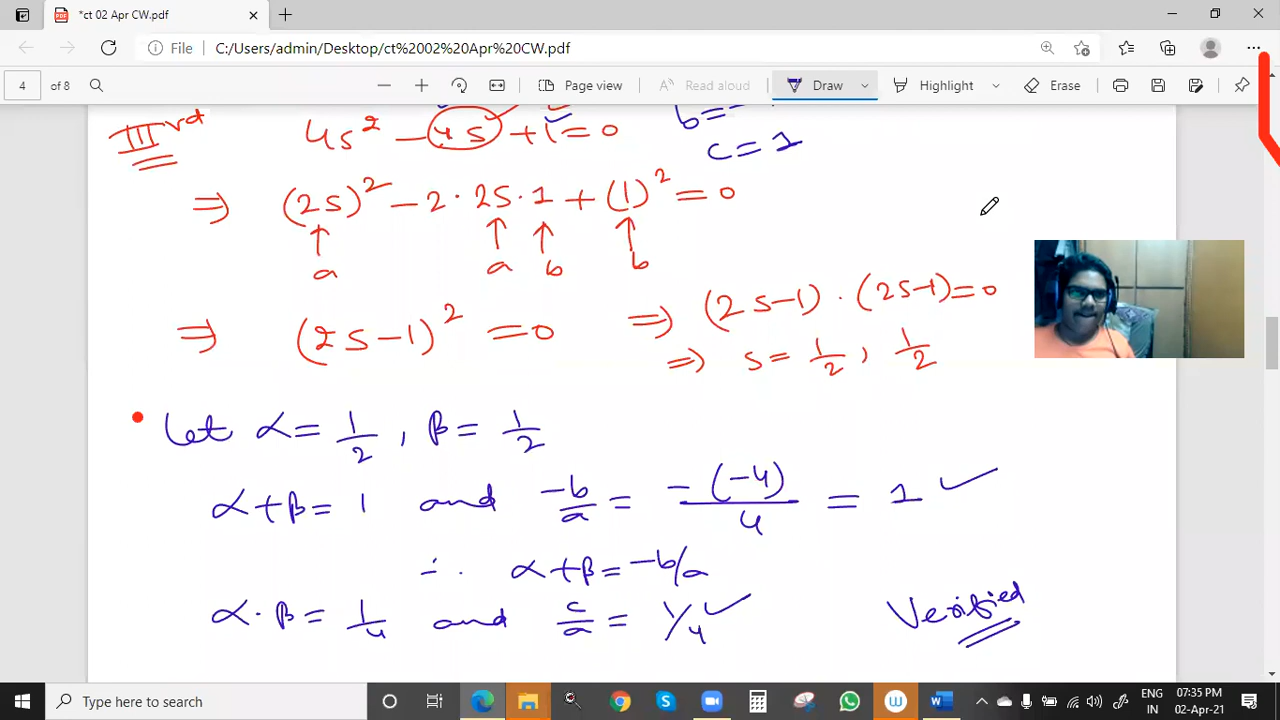 *ct 02 Apr CW.pdf
File C:/Users/admin/Desktop/ct%2002%20Apr%20CW.pdf
4 of 8 Page view Read aloud Draw Highlight Erase
IIIrd 4s² − 4s + 1 = 0
c = 1
⇒ (2s)² − 2 · 2s · 1 + (1)² = 0
a a b b
⇒ (2s−1)² = 0 ⇒ (2s−1) · (2s−1) = 0
⇒ s = 1/2, 1/2
• Let α = 1/2, β = 1/2
α+β = 1 and −b/a = −(−4)/4 = 1 ✓
∴ α+β = −b/a
α·β = 1/4 and c/a = 1/4 ✓ Verified
Type here to search
ENG IN 07:35 PM 02-Apr-21